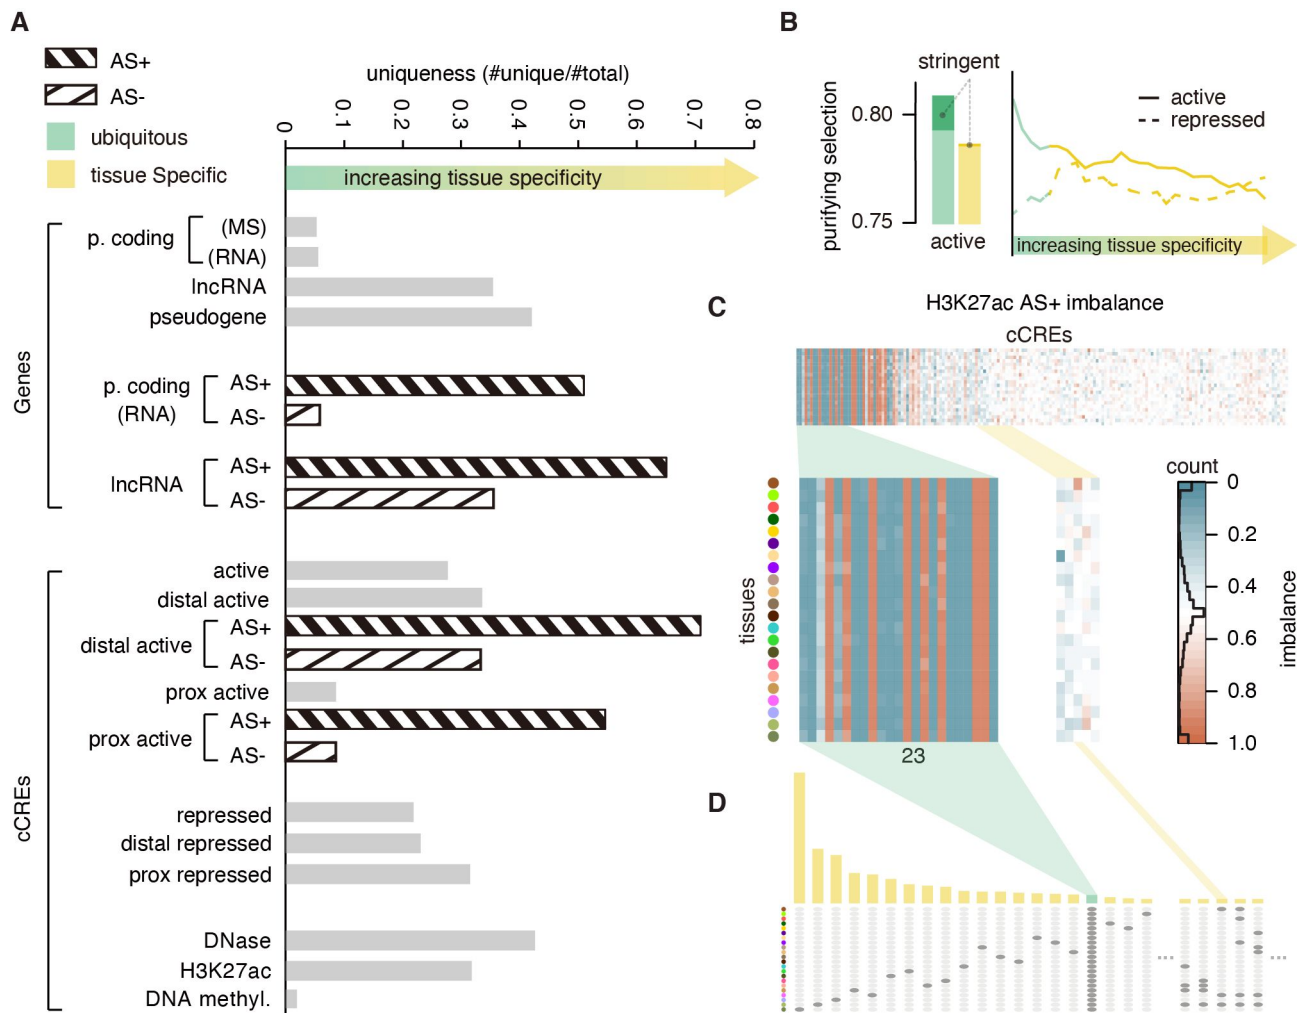 A
AS+
AS-
ubiquitous
tissue Specific
uniqueness (#unique/#total)
0
0.1
0.2
0.3
0.4
0.5
0.6
0.7
0.8
increasing tissue specificity
Genes
p. coding
(MS)
(RNA)
lncRNA
pseudogene
p. coding
(RNA)
AS+
AS-
lncRNA
AS+
AS-
cCREs
active
distal active
distal active
AS+
AS-
prox active
prox active
AS+
AS-
repressed
distal repressed
prox repressed
DNase
H3K27ac
DNA methyl.
B
stringent
purifying selection
0.80
0.75
active
active
repressed
increasing tissue specificity
C
H3K27ac AS+ imbalance
cCREs
tissues
23
count
0
0.2
0.4
0.6
0.8
1.0
imbalance
D